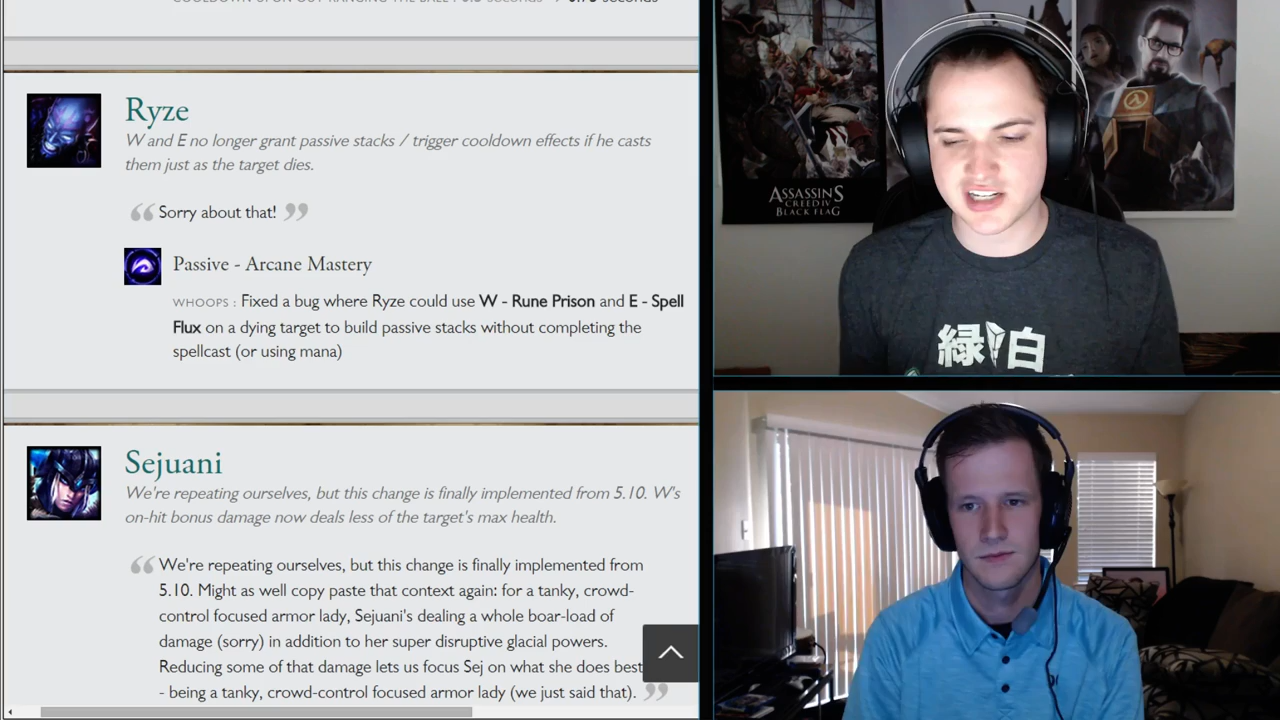 Ryze
W and E no longer grant passive stacks / trigger cooldown effects if he casts
them just as the target dies.
Sorry about that!
Passive - Arcane Mastery
WHOOPS : Fixed a bug where Ryze could use W - Rune Prison and E - Spell
Flux on a dying target to build passive stacks without completing the
spellcast (or using mana)
Sejuani
We're repeating ourselves, but this change is finally implemented from 5.10. W's
on-hit bonus damage now deals less of the target's max health.
We're repeating ourselves, but this change is finally implemented from
5.10. Might as well copy paste that context again: for a tanky, crowd-
control focused armor lady, Sejuani's dealing a whole boar-load of
damage (sorry) in addition to her super disruptive glacial powers.
Reducing some of that damage lets us focus Sej on what she does best
- being a tanky, crowd-control focused armor lady (we just said that).
ASSASSIN'S
CREED IV
BLACK FLAG
緑 白